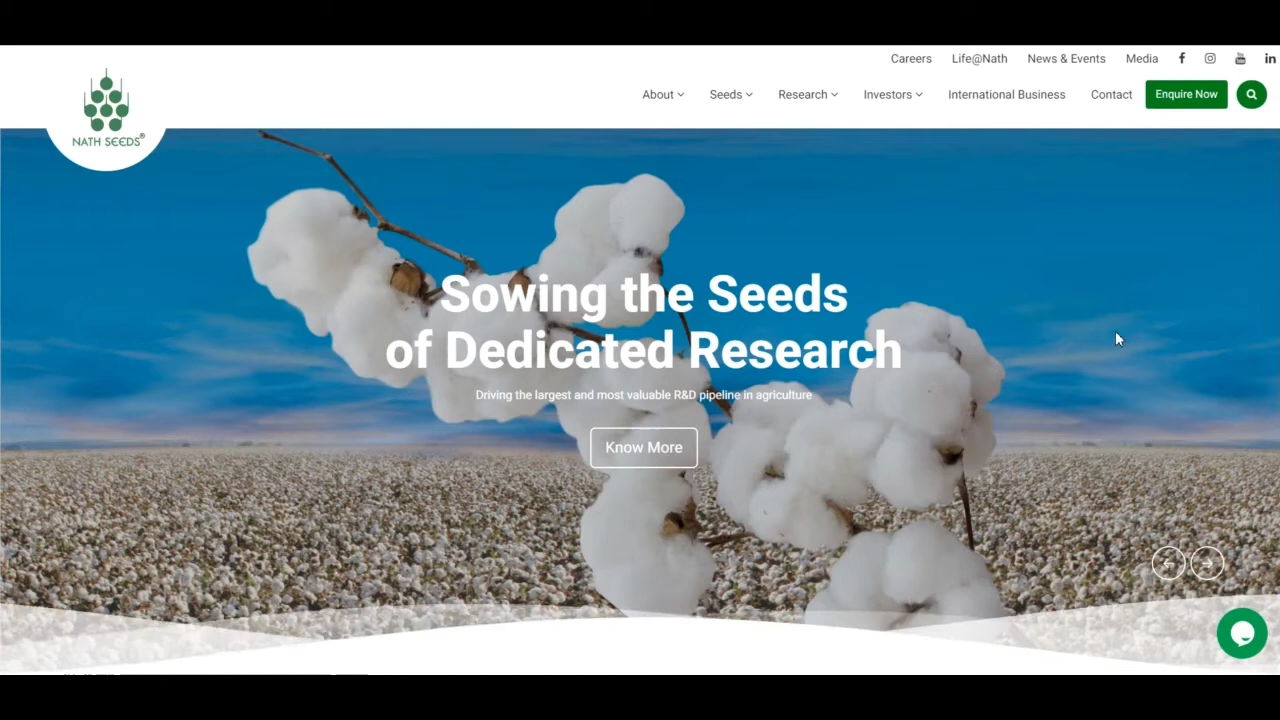 Careers Life@Nath News & Events Media
NATH SEEDS®
About Seeds Research Investors International Business Contact Enquire Now
Sowing the Seeds
of Dedicated Research
Driving the largest and most valuable R&D pipeline in agriculture
Know More